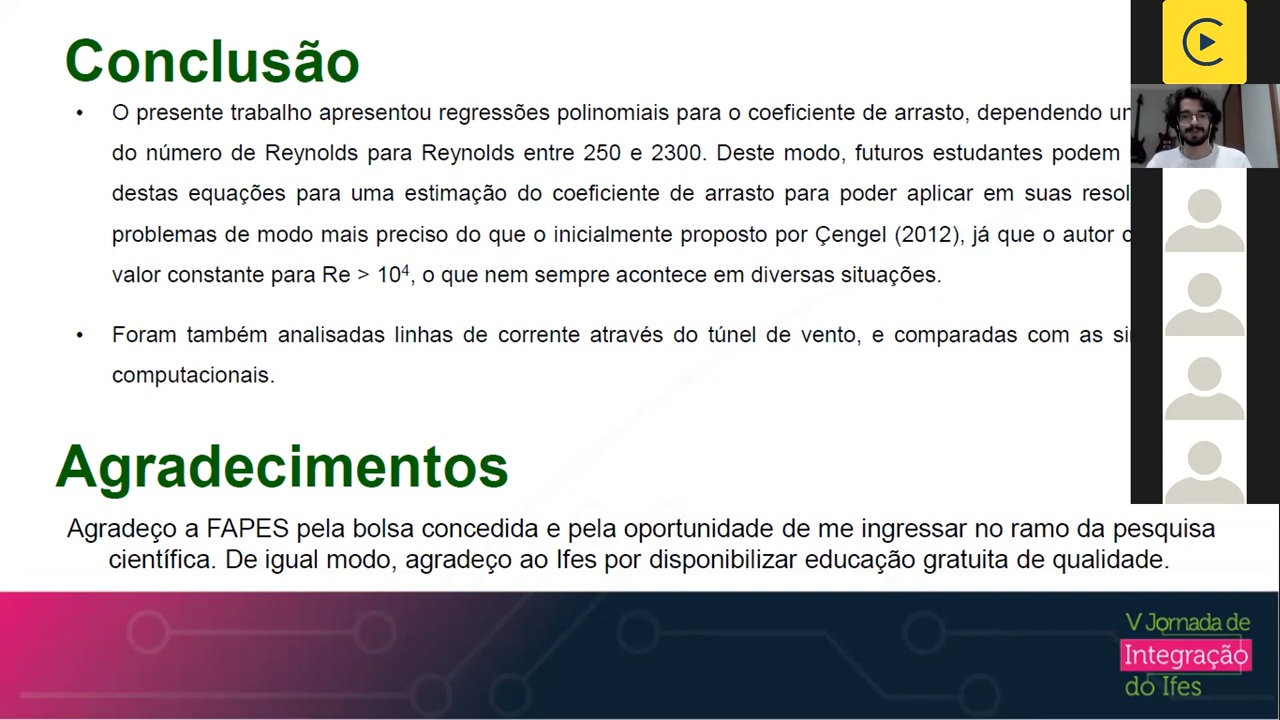 Conclusão
• O presente trabalho apresentou regressões polinomiais para o coeficiente de arrasto, dependendo
do número de Reynolds para Reynolds entre 250 e 2300. Deste modo, futuros estudantes podem
destas equações para uma estimação do coeficiente de arrasto para poder aplicar em suas
problemas de modo mais preciso do que o inicialmente proposto por Çengel (2012), já que o autor
valor constante para Re > 10⁴, o que nem sempre acontece em diversas situações.
• Foram também analisadas linhas de corrente através do túnel de vento, e comparadas com as
computacionais.
Agradecimentos
Agradeço a FAPES pela bolsa concedida e pela oportunidade de me ingressar no ramo da pesquisa
científica. De igual modo, agradeço ao Ifes por disponibilizar educação gratuita de qualidade.
V Jornada de
Integração
do Ifes